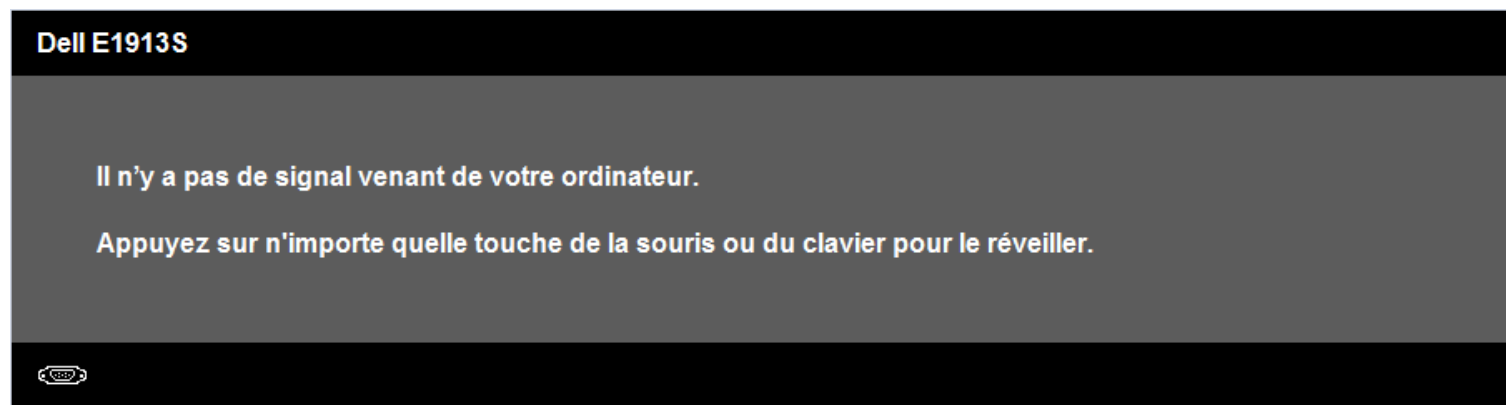 Dell E1913S
Il n’y a pas de signal venant de votre ordinateur.
Appuyez sur n'importe quelle touche de la souris ou du clavier pour le réveiller.